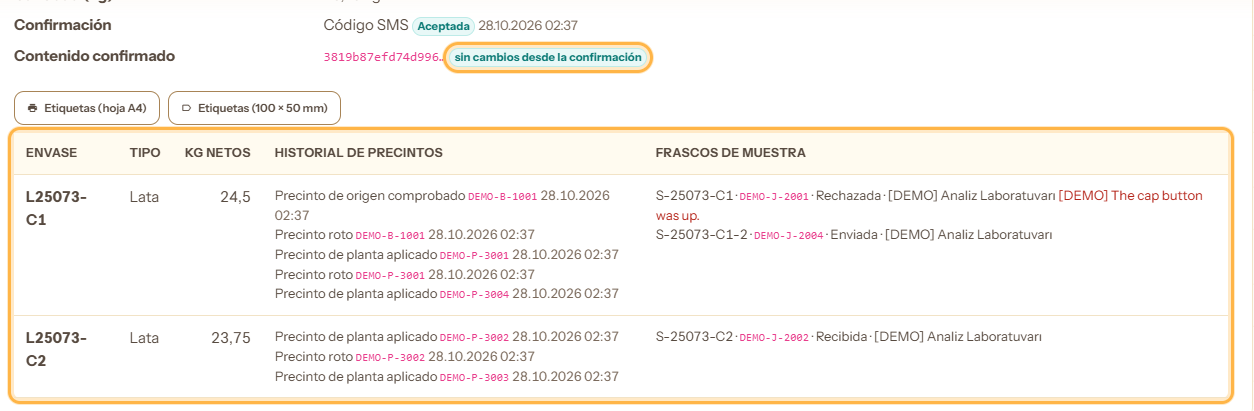 Confirmación Código SMS Aceptada 28.10.2026 02:37
Contenido confirmado 3819b87efd74d996… sin cambios desde la confirmación
Etiquetas (hoja A4) Etiquetas (100 × 50 mm)
ENVASE TIPO KG NETOS HISTORIAL DE PRECINTOS FRASCOS DE MUESTRA
L25073-C1 Lata 24,5
Precinto de origen comprobado DEMO-B-1001 28.10.2026
02:37
Precinto roto DEMO-B-1001 28.10.2026 02:37
Precinto de planta aplicado DEMO-P-3001 28.10.2026 02:37
Precinto roto DEMO-P-3001 28.10.2026 02:37
Precinto de planta aplicado DEMO-P-3004 28.10.2026 02:37
S-25073-C1 · DEMO-J-2001 · Rechazada · [DEMO] Analiz Laboratuvarı [DEMO] The cap button
was up.
S-25073-C1-2 · DEMO-J-2004 · Enviada · [DEMO] Analiz Laboratuvarı
L25073-C2 Lata 23,75
Precinto de planta aplicado DEMO-P-3002 28.10.2026 02:37
Precinto roto DEMO-P-3002 28.10.2026 02:37
Precinto de planta aplicado DEMO-P-3003 28.10.2026 02:37
S-25073-C2 · DEMO-J-2002 · Recibida · [DEMO] Analiz Laboratuvarı